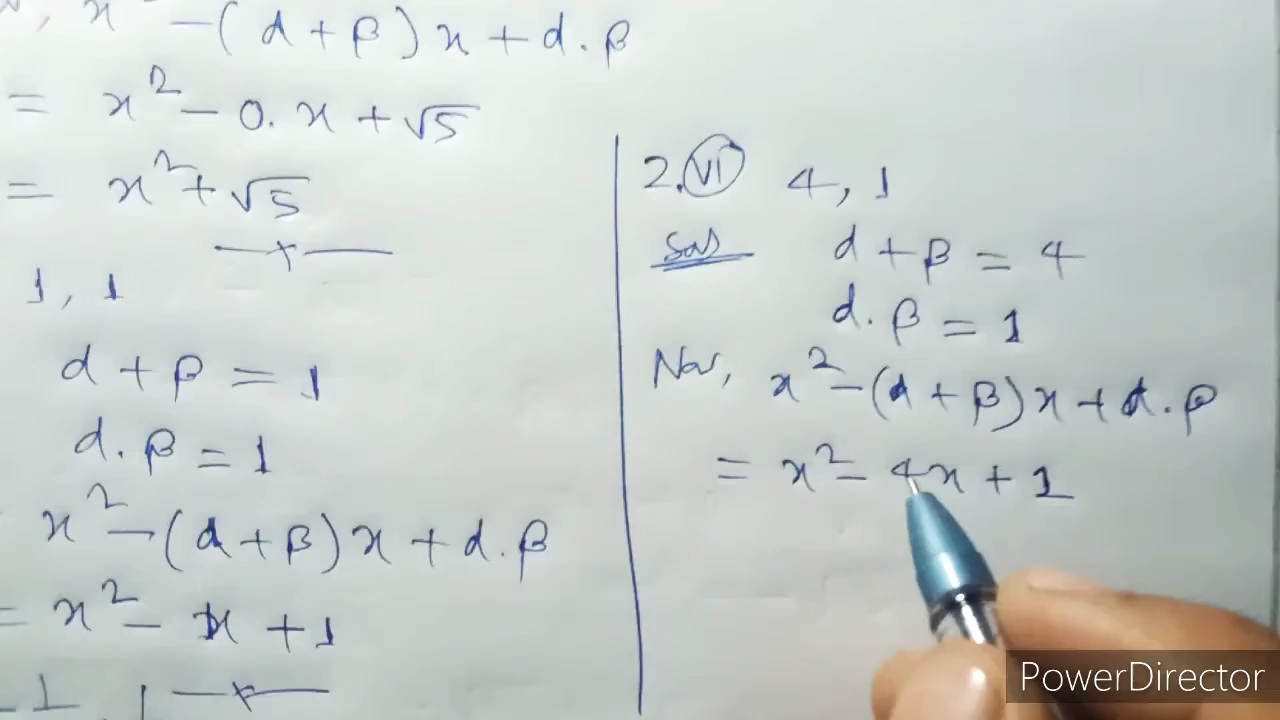 x² - (α + β)x + α.β
= x² - 0.x + √5
= x² + √5
1, 1
α + β = 1
α.β = 1
x² - (α + β)x + α.β
= x² - x + 1
2.(vi) 4, 1
α + β = 4
α.β = 1
Now, x² - (α + β)x + α.β
= x² - 4x + 1
PowerDirector